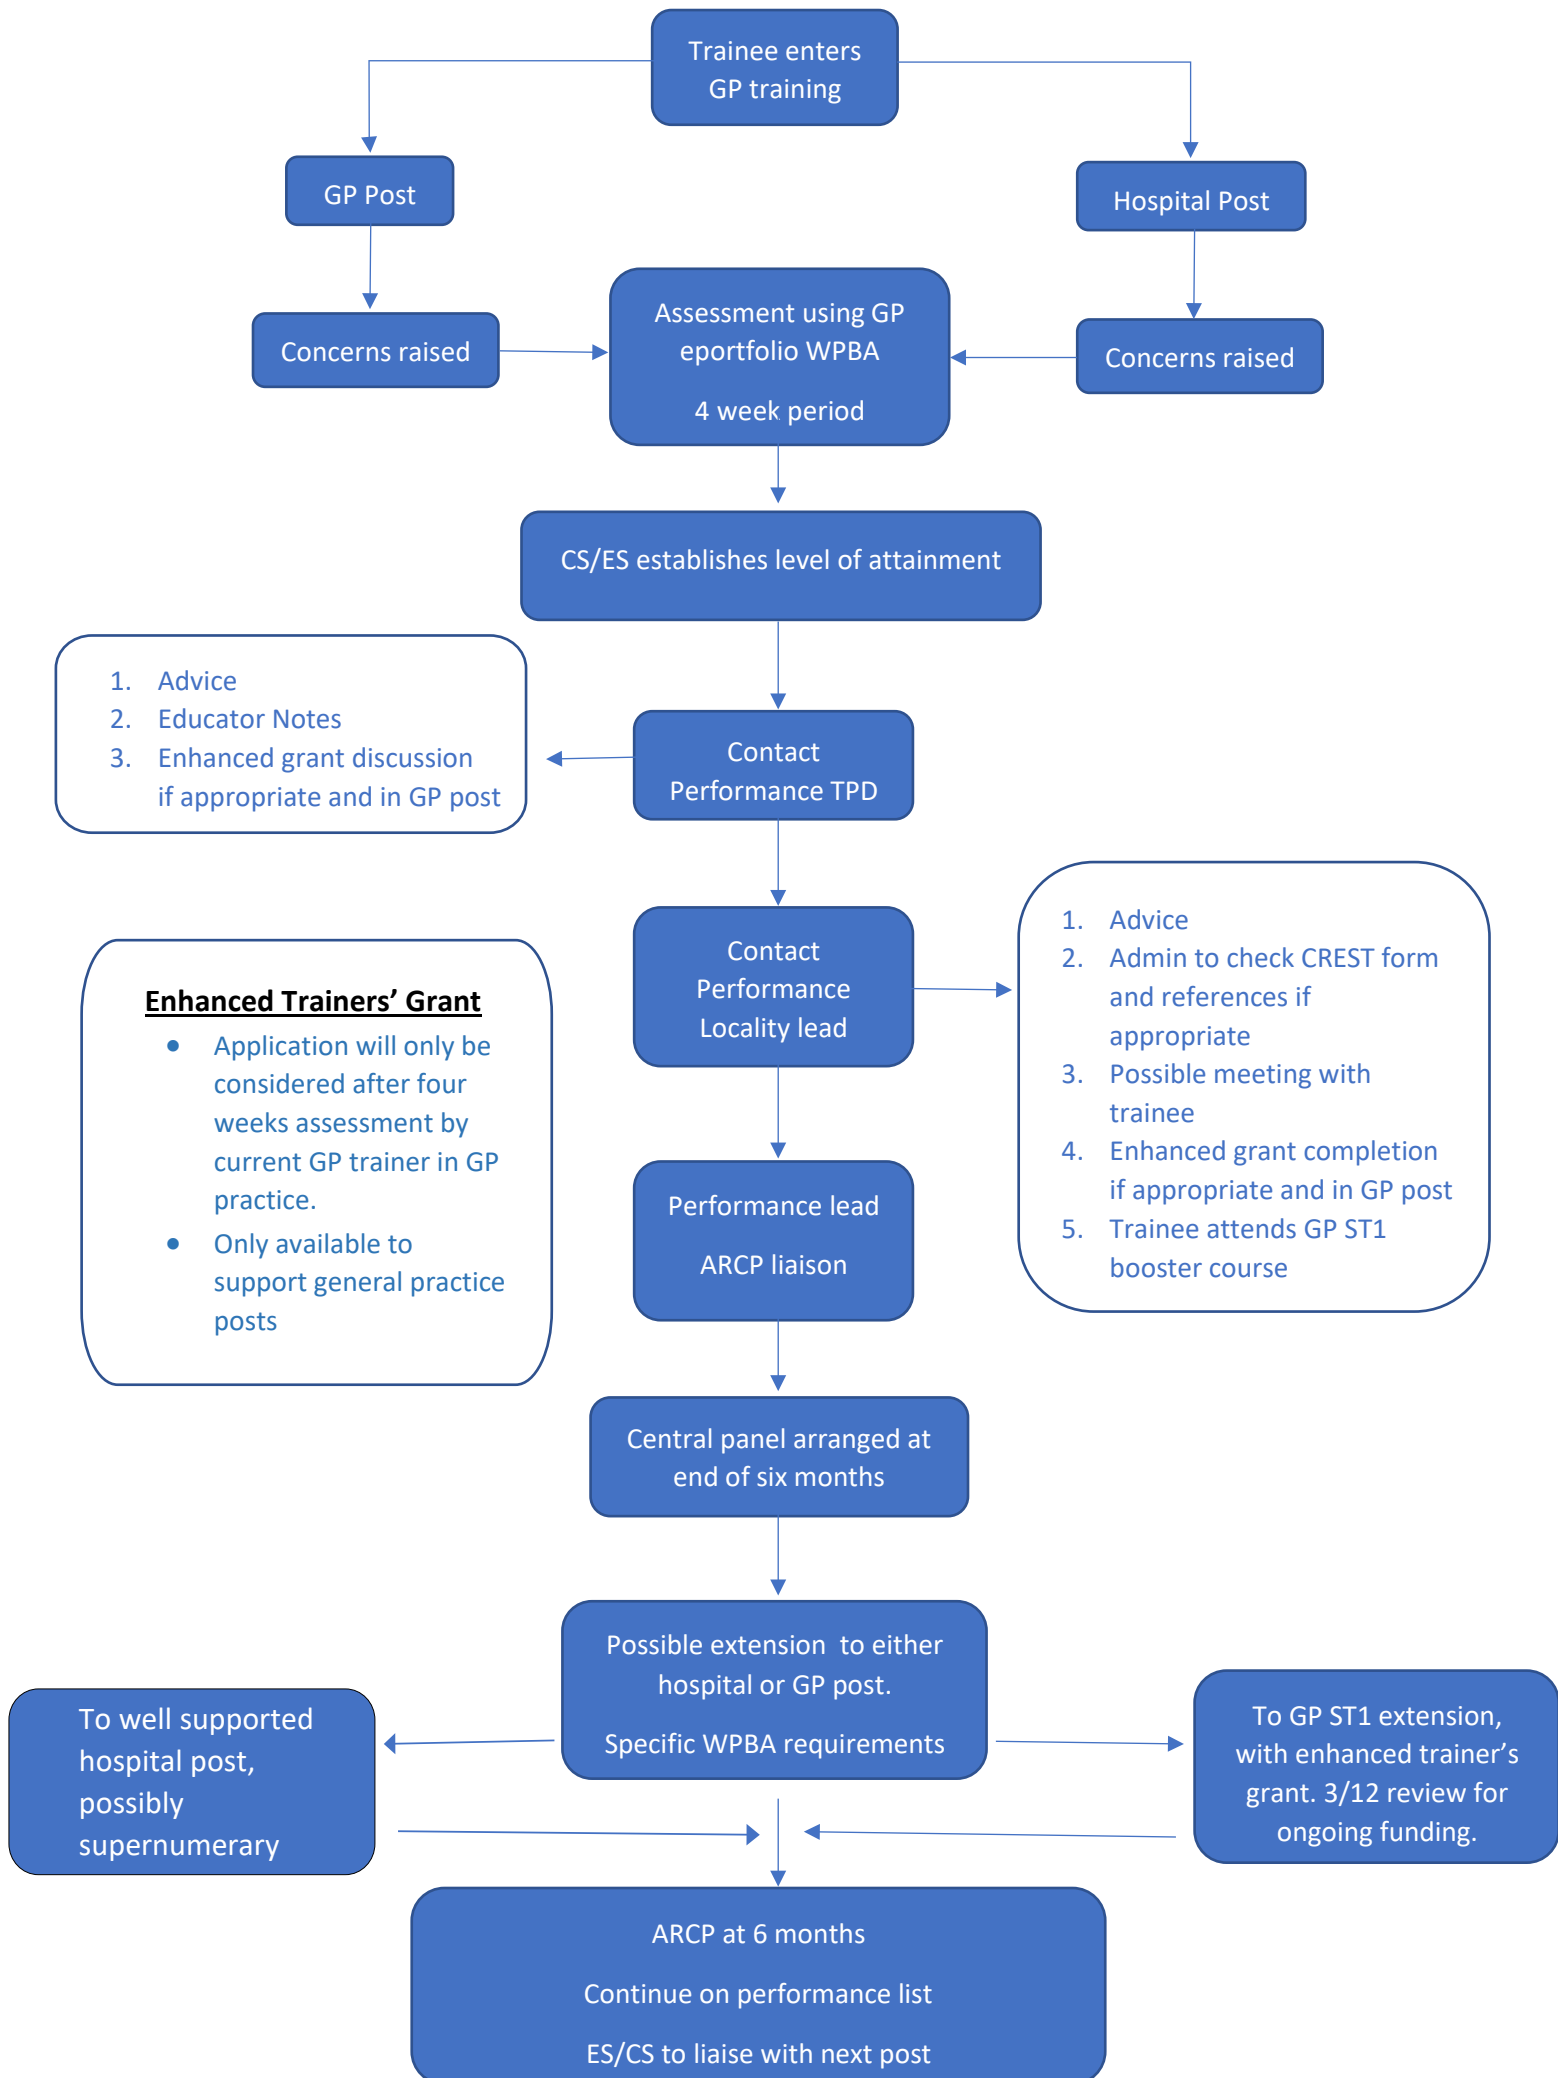 Trainee enters
GP training
GP Post
Hospital Post
Concerns raised
Assessment using GP
eportfolio WPBA
4 week period
Concerns raised
CS/ES establishes level of attainment
1. Advice
2. Educator Notes
3. Enhanced grant discussion
if appropriate and in GP post
Contact
Performance TPD
Contact
Performance
Locality lead
1. Advice
2. Admin to check CREST form
and references if
appropriate
3. Possible meeting with
trainee
4. Enhanced grant completion
if appropriate and in GP post
5. Trainee attends GP ST1
booster course
Enhanced Trainers’ Grant
• Application will only be
considered after four
weeks assessment by
current GP trainer in GP
practice.
• Only available to
support general practice
posts
Performance lead
ARCP liaison
Central panel arranged at
end of six months
Possible extension  to either
hospital or GP post.
Specific WPBA requirements
To well supported
hospital post,
possibly
supernumerary
To GP ST1 extension,
with enhanced trainer’s
grant. 3/12 review for
ongoing funding.
ARCP at 6 months
Continue on performance list
ES/CS to liaise with next post